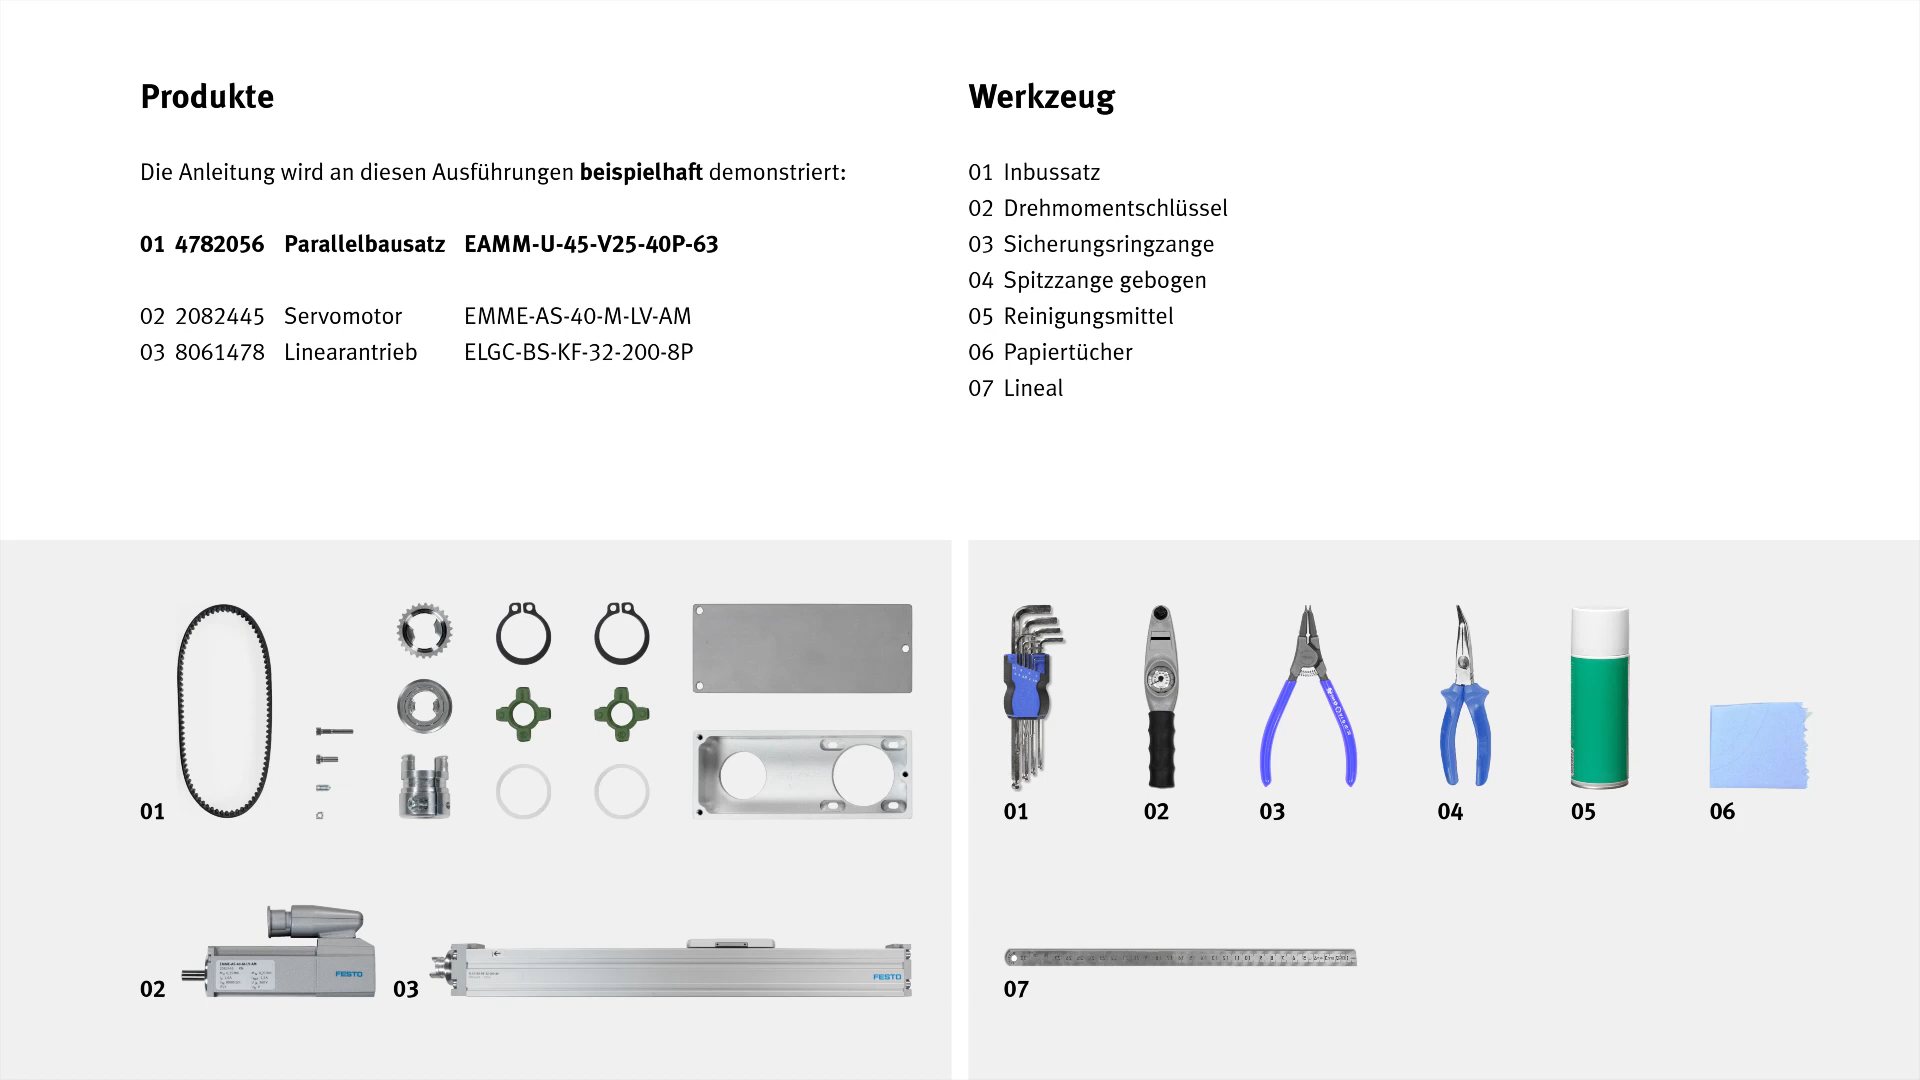 Produkte
Die Anleitung wird an diesen Ausführungen beispielhaft demonstriert:
01 4782056 Parallelbausatz EAMM-U-45-V25-40P-63
02 2082445 Servomotor EMME-AS-40-M-LV-AM
03 8061478 Linearantrieb ELGC-BS-KF-32-200-8P
Werkzeug
01 Inbussatz
02 Drehmomentschlüssel
03 Sicherungsringzange
04 Spitzzange gebogen
05 Reinigungsmittel
06 Papiertücher
07 Lineal
01
02
FESTO
03
FESTO
01
02
03
04
05
06
07